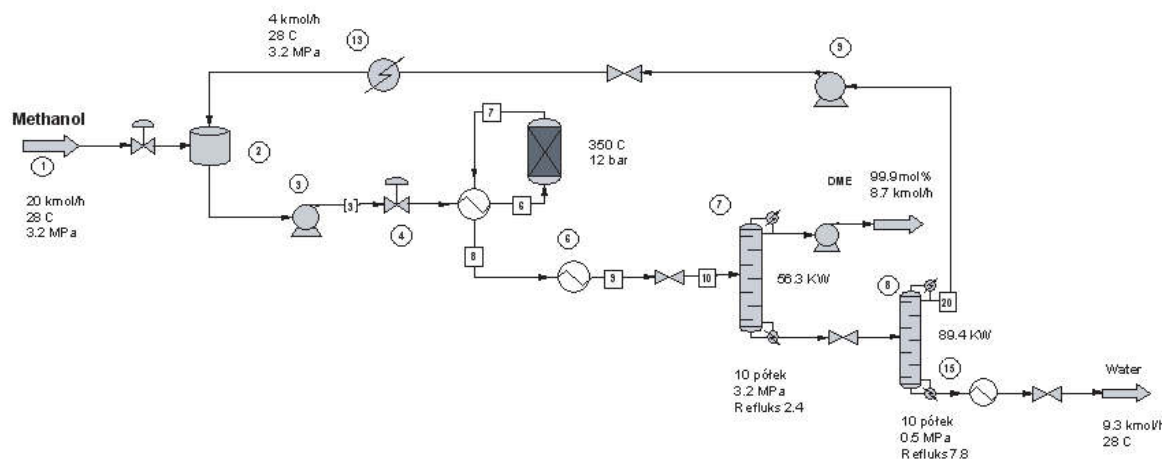 4 kmol/h
28 C
3.2 MPa
13
9
Methanol
1
2
20 kmol/h
28 C
3.2 MPa
3
[3]
4
7
350 C
12 bar
6
8
6
9
10
7
DME
99.9mol%
8.7 kmol/h
56.3 KW
8
20
89.4 KW
10 półek
3.2 MPa
Refluks 2.4
15
10 półek
0.5 MPa
Refluks 7.8
Water
9.3 kmol/h
28 C